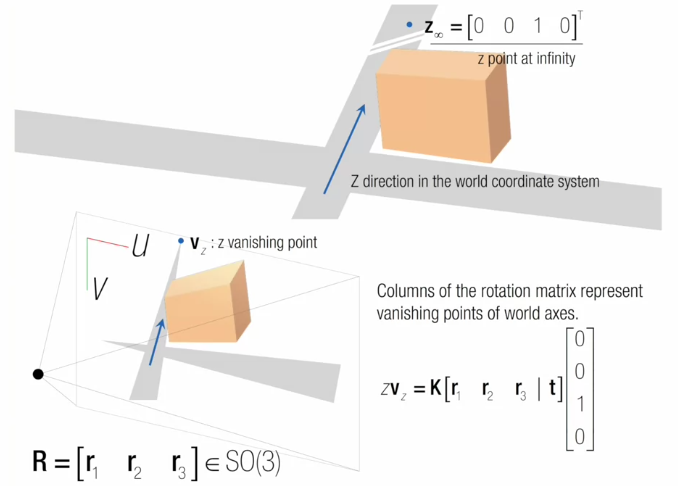 z∞ = [0 0 1 0]ᵀ
z point at infinity
Z direction in the world coordinate system
U
V
v_z : z vanishing point
Columns of the rotation matrix represent
vanishing points of world axes.
zv_z = K[r₁ r₂ r₃ | t] [0 0 1 0]
R = [r₁ r₂ r₃] ∈ SO(3)